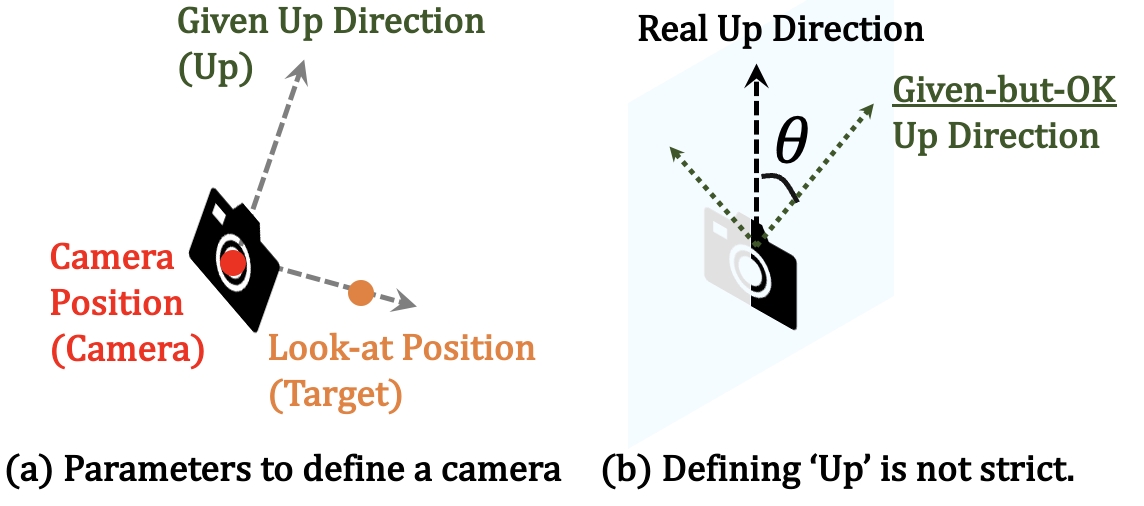 Given Up Direction
(Up)
Camera
Position
(Camera)
Look-at Position
(Target)
(a) Parameters to define a camera
Real Up Direction
θ
Given-but-OK
Up Direction
(b) Defining ‘Up’ is not strict.